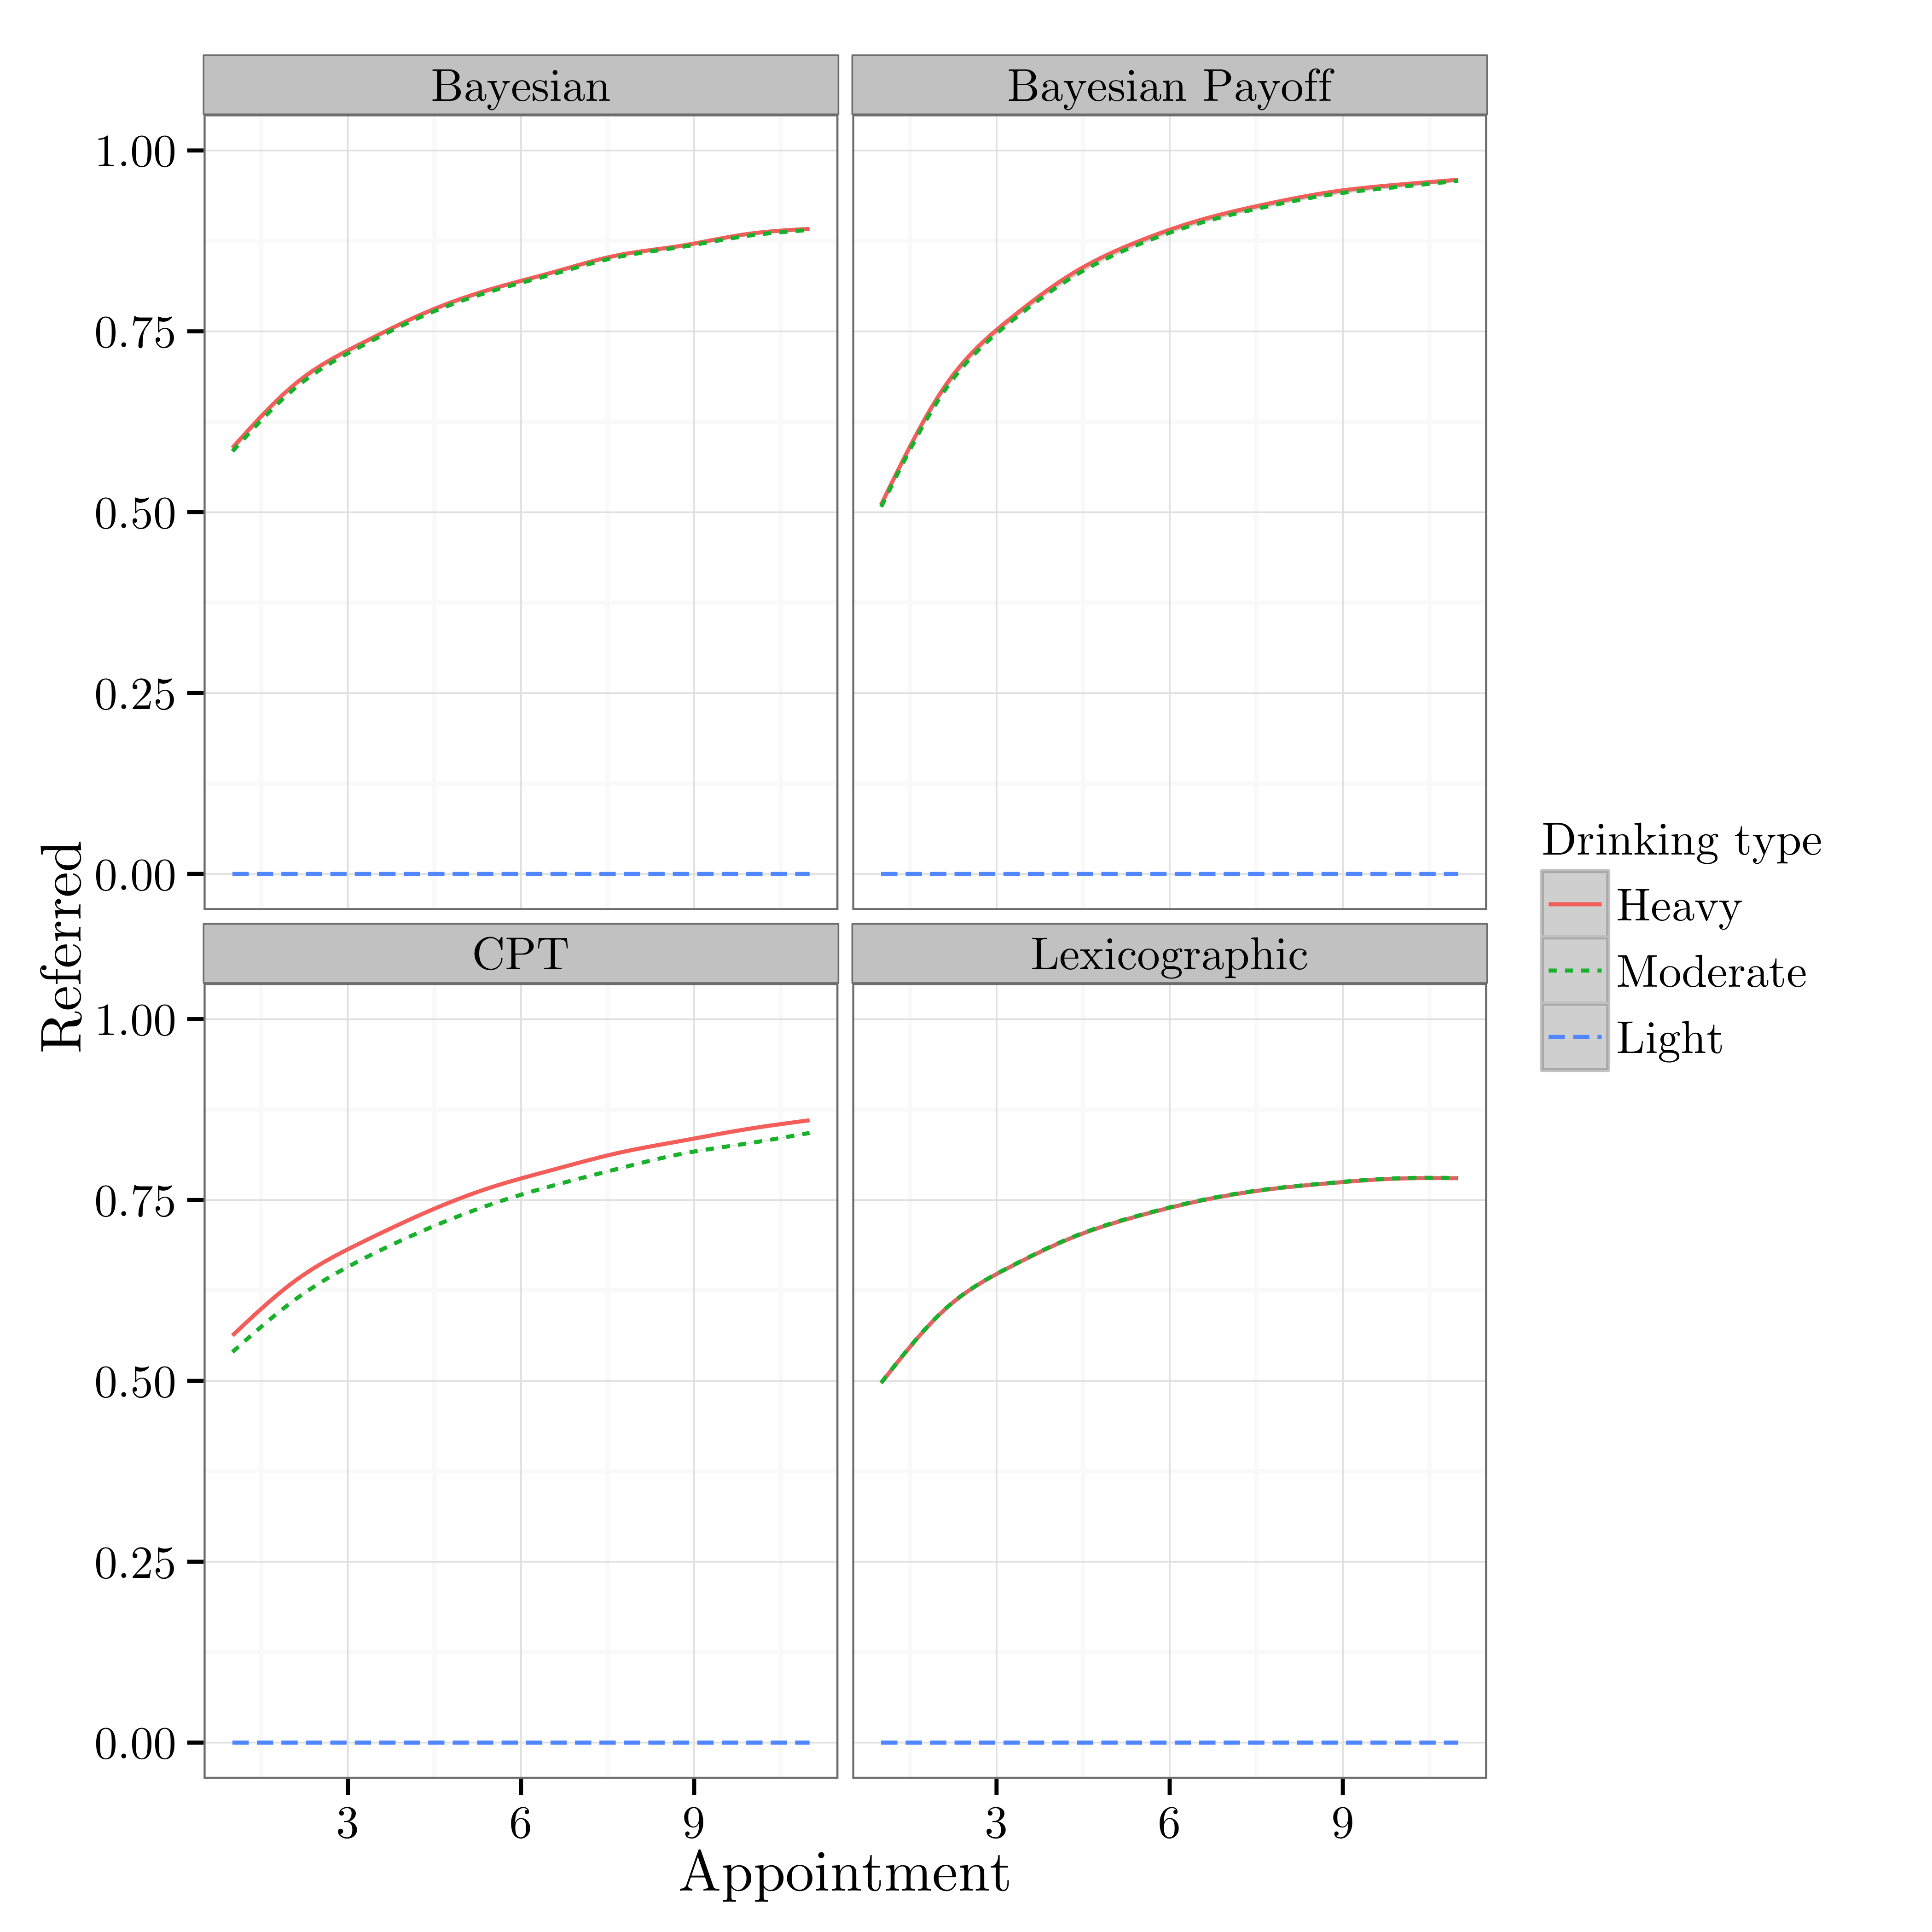 Bayesian
Bayesian Payoff
1.00
0.75
0.50
0.25
0.00
CPT
Lexicographic
1.00
0.75
0.50
0.25
0.00
3
6
9
3
6
9
Appointment
Referred
Drinking type
Heavy
Moderate
Light